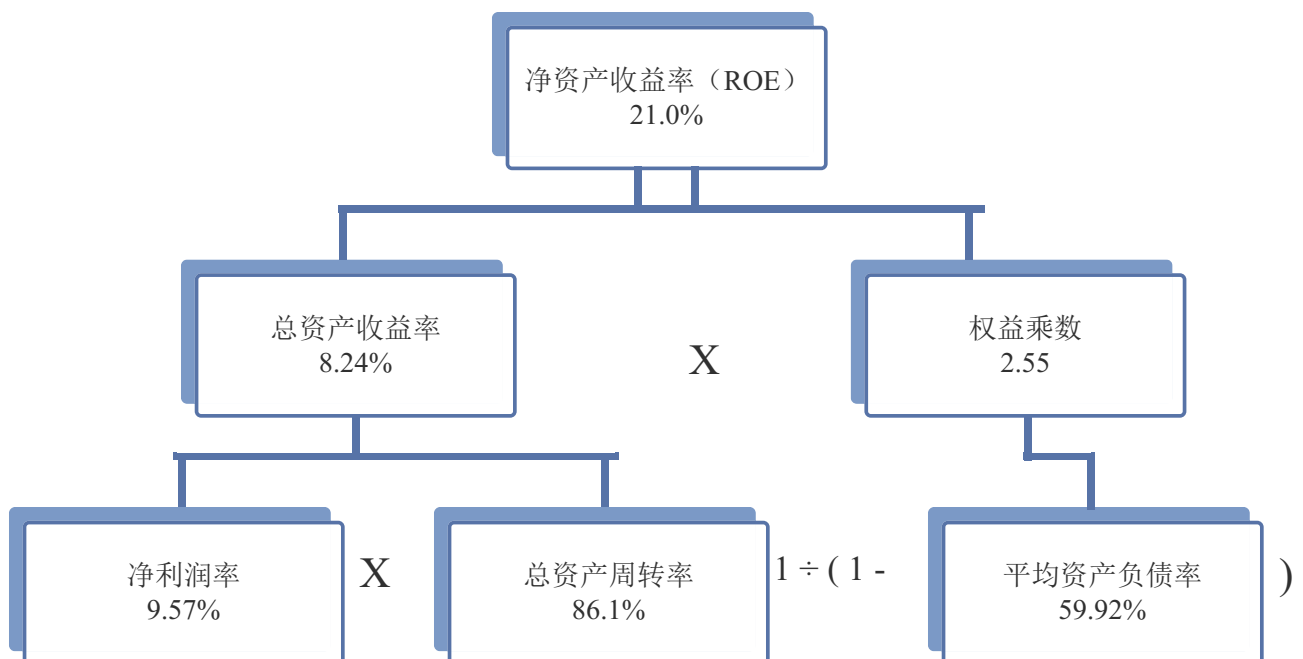 净资产收益率（ROE）
21.0%
总资产收益率
8.24%
X
权益乘数
2.55
净利润率
9.57%
X
总资产周转率
86.1%
1 ÷ ( 1 -
平均资产负债率
59.92%
)